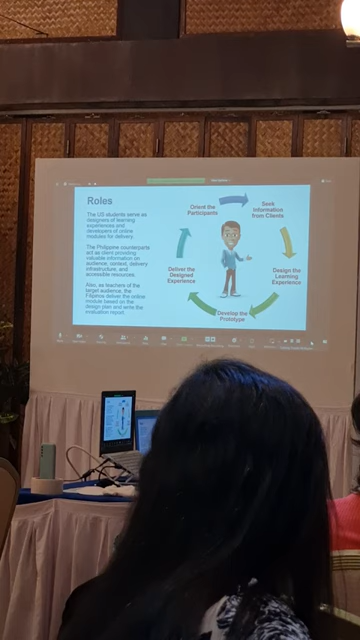 Roles
The US students serve as
designers of learning
experiences and
developers of online
modules for delivery.
The Philippine counterparts
act as client providing
valuable information on
audience, context, delivery
infrastructure, and
accessible resources.
Also, as teachers of the
target audience, the
Filipinos deliver the online
module based on the
design plan and write the
evaluation report.
Orient the
Participants
Seek
Information
from Clients
Design the
Learning
Experience
Develop the
Prototype
Deliver the
Designed
Experience